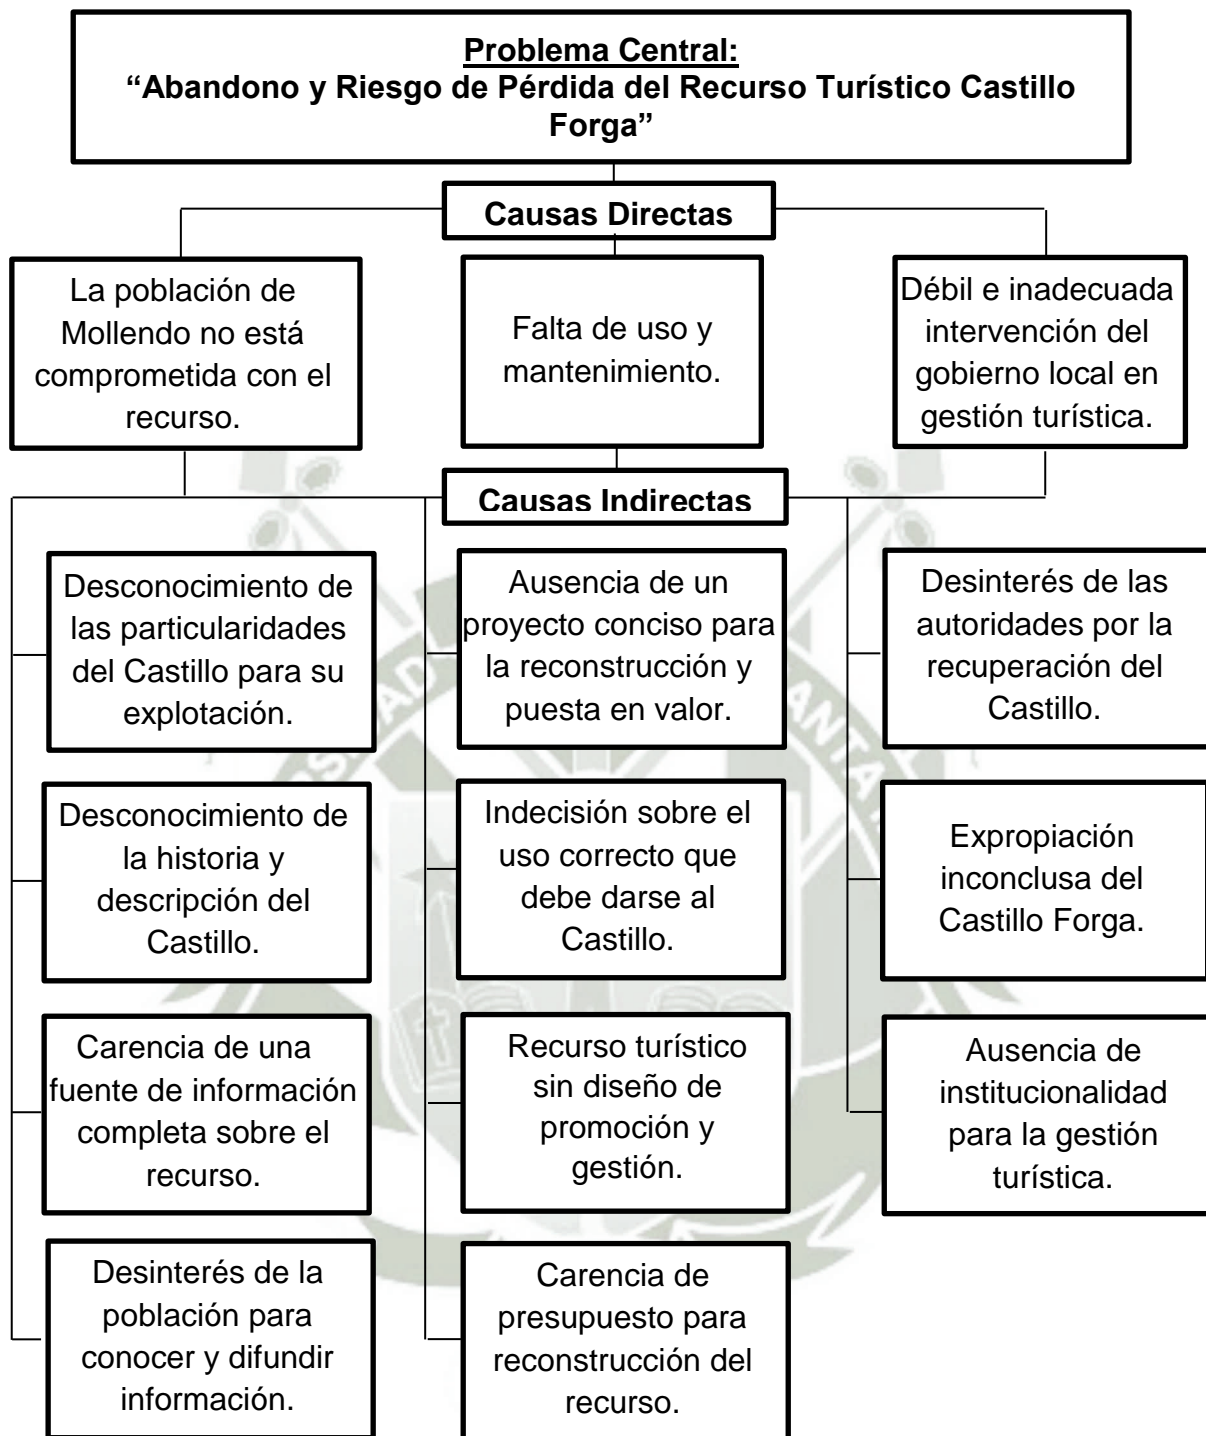 Problema Central:
“Abandono y Riesgo de Pérdida del Recurso Turístico Castillo
Forga”
Causas Directas
La población de
Mollendo no está
comprometida con el
recurso.
Falta de uso y
mantenimiento.
Débil e inadecuada
intervención del
gobierno local en
gestión turística.
Causas Indirectas
Desconocimiento de
las particularidades
del Castillo para su
explotación.
Ausencia de un
proyecto conciso para
la reconstrucción y
puesta en valor.
Desinterés de las
autoridades por la
recuperación del
Castillo.
Desconocimiento de
la historia y
descripción del
Castillo.
Indecisión sobre el
uso correcto que
debe darse al
Castillo.
Expropiación
inconclusa del
Castillo Forga.
Carencia de una
fuente de información
completa sobre el
recurso.
Recurso turístico
sin diseño de
promoción y
gestión.
Ausencia de
institucionalidad
para la gestión
turística.
Desinterés de la
población para
conocer y difundir
información.
Carencia de
presupuesto para
reconstrucción del
recurso.